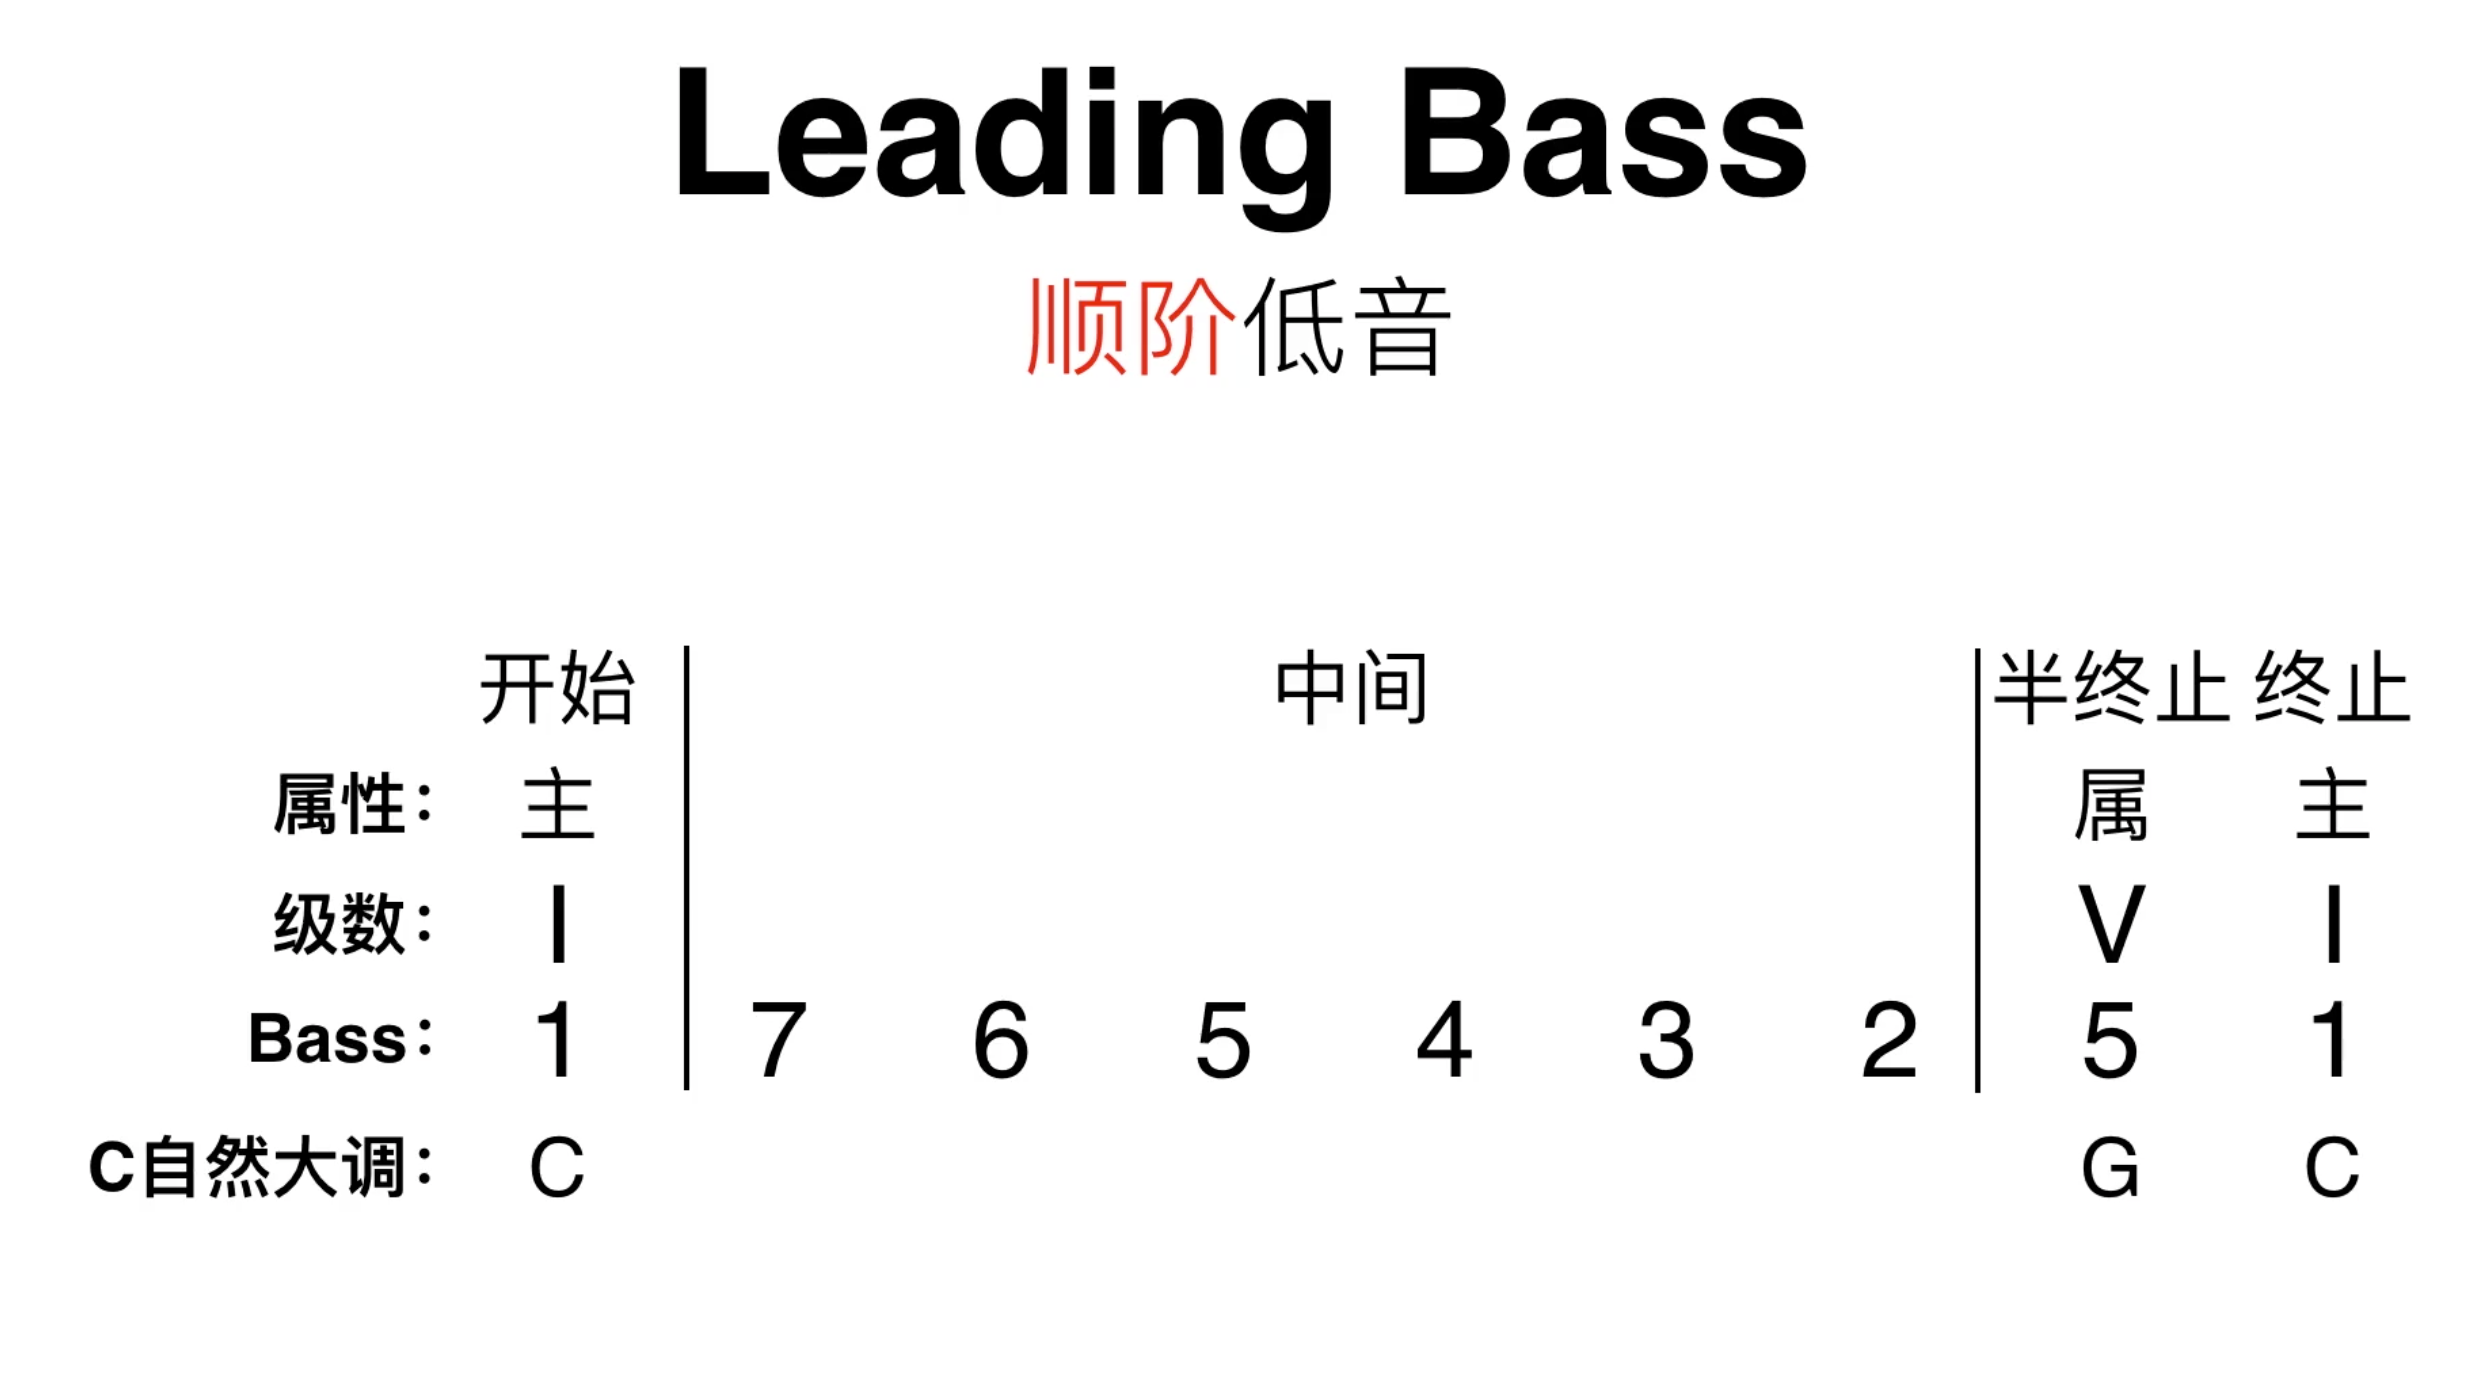 Leading Bass
顺阶低音
开始 中间 半终止 终止
属性： 主 属 主
级数： I V I
Bass： 1 7 6 5 4 3 2 5 1
C自然大调： C G C